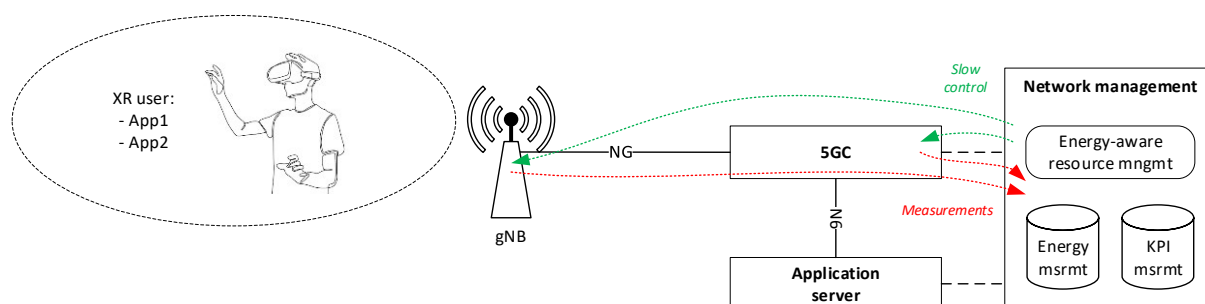 XR user:
- App1
- App2
gNB
NG
5GC
N6
Application
server
Slow
control
Measurements
Network management
Energy-aware
resource mngmt
Energy
msrmt
KPI
msrmt